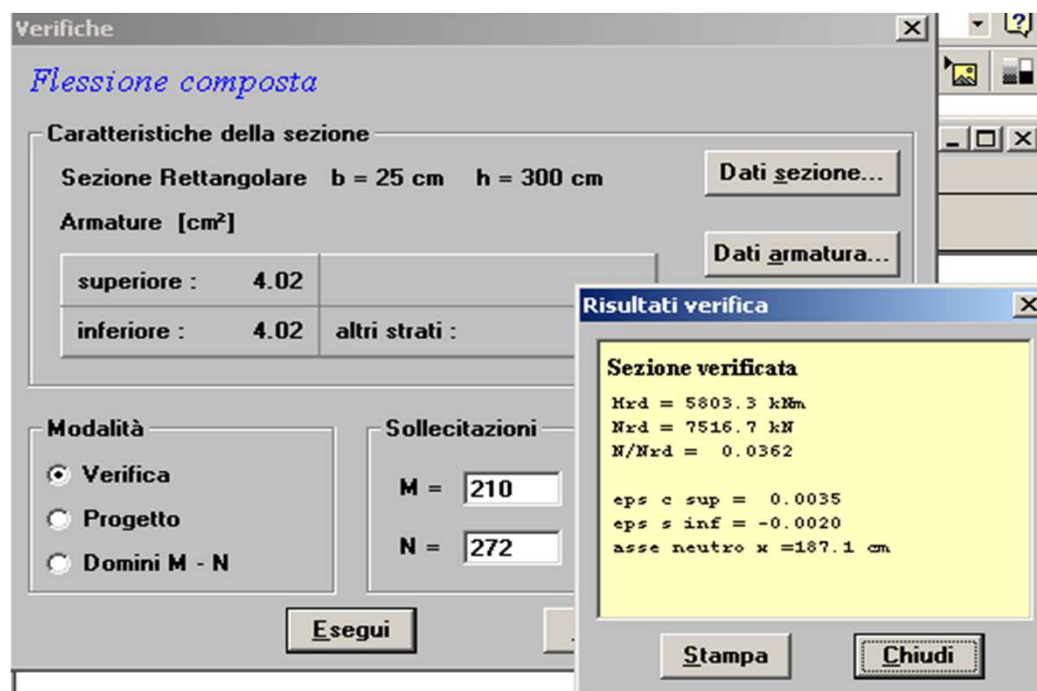 Verifiche
Flessione composta
Caratteristiche della sezione
Sezione Rettangolare b = 25 cm h = 300 cm
Dati sezione...
Armature [cm²]
Dati armatura...
superiore : 4.02
inferiore : 4.02 altri strati :
Modalità
Verifica
Progetto
Domini M - N
Sollecitazioni
M = 210
N = 272
Esegui
Risultati verifica
Sezione verificata
Mrd = 5803.3 kNm
Nrd = 7516.7 kN
N/Nrd = 0.0362
eps c sup = 0.0035
eps s inf = -0.0020
asse neutro x =187.1 cm
Stampa
Chiudi